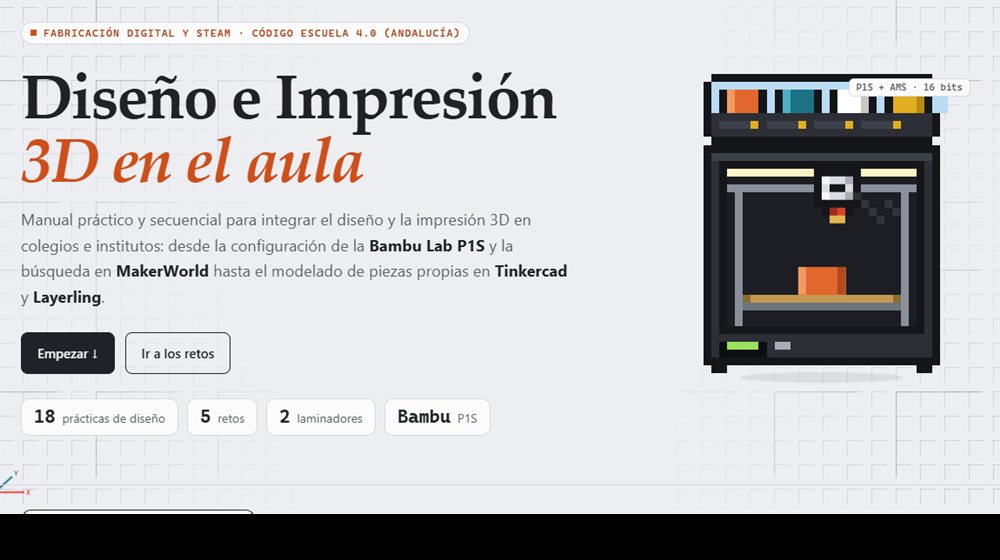 FABRICACIÓN DIGITAL Y STEAM · CÓDIGO ESCUELA 4.0 (ANDALUCÍA)
Diseño e Impresión
3D en el aula
P1S + AMS · 16 bits
Manual práctico y secuencial para integrar el diseño y la impresión 3D en
colegios e institutos: desde la configuración de la Bambu Lab P1S y la
búsqueda en MakerWorld hasta el modelado de piezas propias en Tinkercad
y Layerling.
Empezar ↓
Ir a los retos
18 prácticas de diseño
5 retos
2 laminadores
Bambu P1S
Y
X